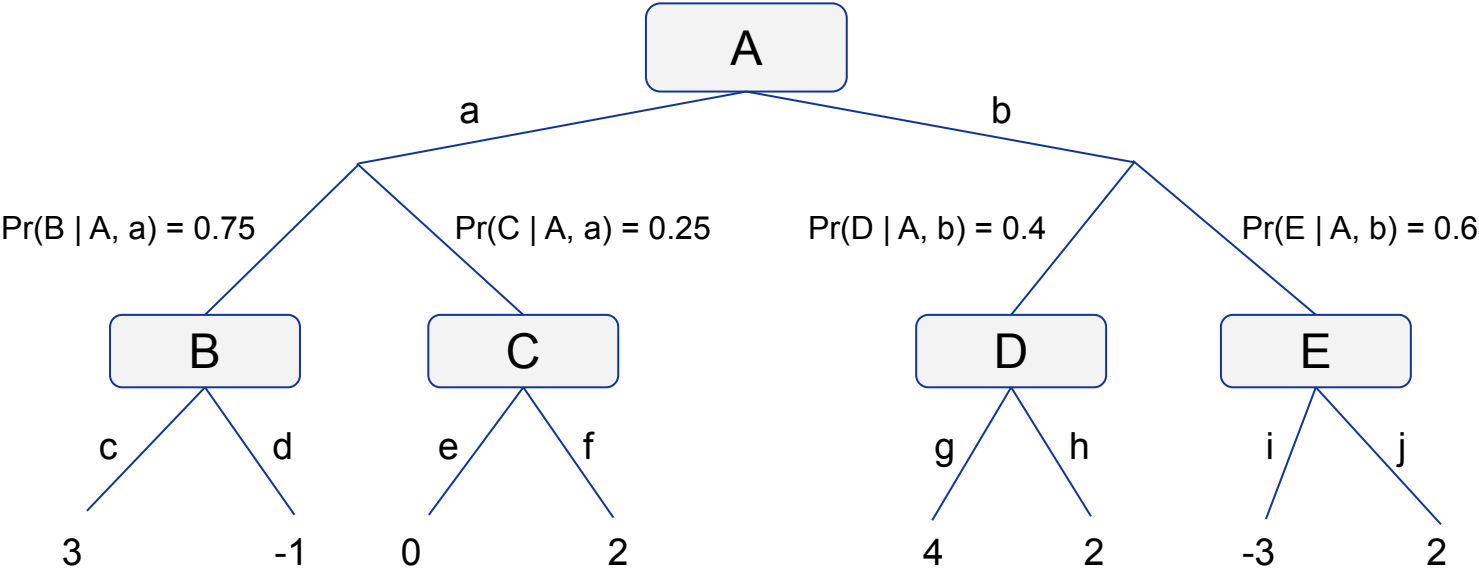 A
a b
Pr(B | A, a) = 0.75 Pr(C | A, a) = 0.25 Pr(D | A, b) = 0.4 Pr(E | A, b) = 0.6
B C D E
c d e f g h i j
3 -1 0 2 4 2 -3 2